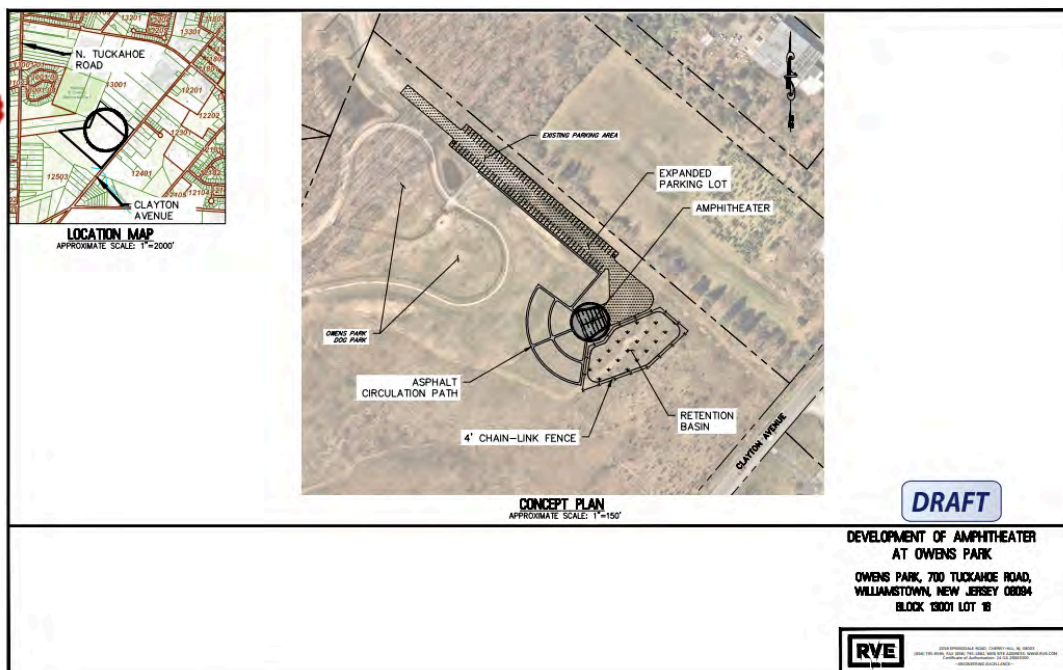 13201
13301
N. TUCKAHOE
ROAD
13001
12201
12202
12301
12503
12401
12104
CLAYTON
AVENUE
LOCATION MAP
APPROXIMATE SCALE: 1"=2000'
EXISTING PARKING AREA
EXPANDED
PARKING LOT
AMPHITHEATER
OWENS PARK
DOG PARK
ASPHALT
CIRCULATION PATH
4' CHAIN-LINK FENCE
RETENTION
BASIN
CLAYTON AVENUE
CONCEPT PLAN
APPROXIMATE SCALE: 1"=150'
DRAFT
DEVELOPMENT OF AMPHITHEATER
AT OWENS PARK
OWENS PARK, 700 TUCKAHOE ROAD,
WILLIAMSTOWN, NEW JERSEY 08094
BLOCK 13001 LOT 16
RVE